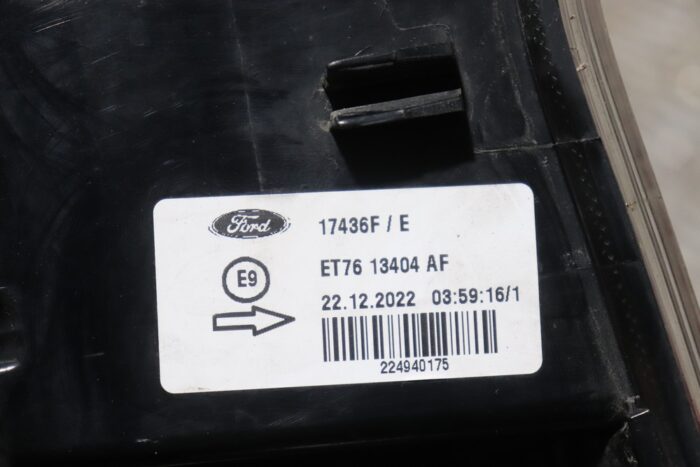 Ford
17436F / E
E9
ET76 13404 AF
22.12.2022 03:59:16/1
224940175